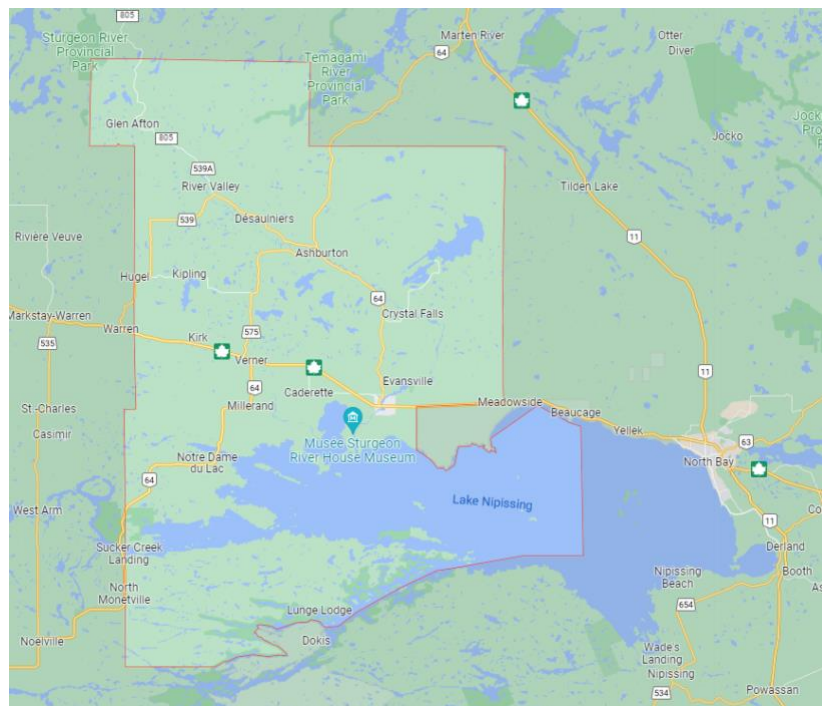 805
Sturgeon River
Provincial
Park
Marten River
64
Otter
Diver
Temagami
River
Provincial
Park
Glen Afton
805
Jocko
539A
River Valley
Tilden Lake
539
Désaulniers
Rivière Veuve
11
Ashburton
Hugel
Kipling
64
Crystal Falls
Markstay-Warren
Warren
535
Kirk
575
Verner
11
Evansville
64
Caderette
Millerand
Meadowside
St.-Charles
Beaucage
Casimir
Yellek
Musée Sturgeon
River House Museum
63
Notre Dame
du Lac
North Bay
64
Lake Nipissing
West Arm
11
Sucker Creek
Landing
Derland
Booth
Nipissing
Beach
North
Monetville
654
Lunge Lodge
Dokis
Noëlville
Wade's
Landing
Nipissing
534
Powassan